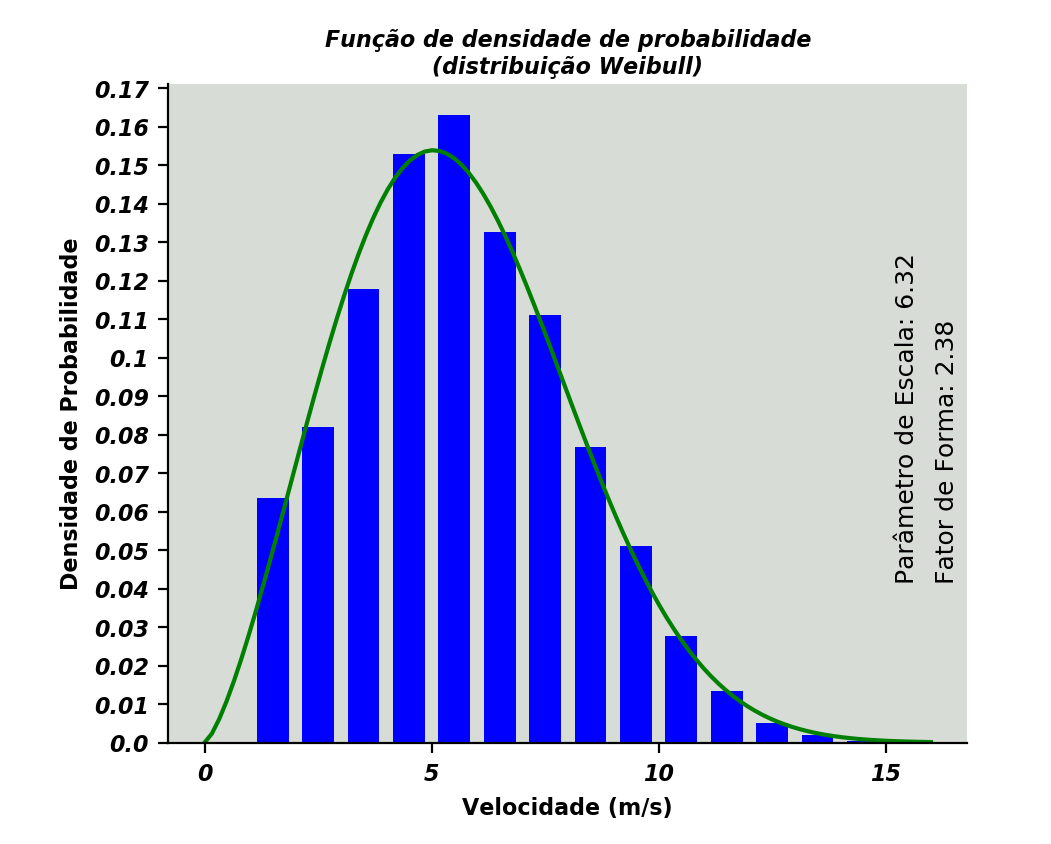 Função de densidade de probabilidade
(distribuição Weibull)
0.17
0.16
0.15
0.14
0.13
0.12
0.11
0.1
0.09
0.08
0.07
0.06
0.05
0.04
0.03
0.02
0.01
0.0
Densidade de Probabilidade
Parâmetro de Escala: 6.32
Fator de Forma: 2.38
0 5 10 15
Velocidade (m/s)